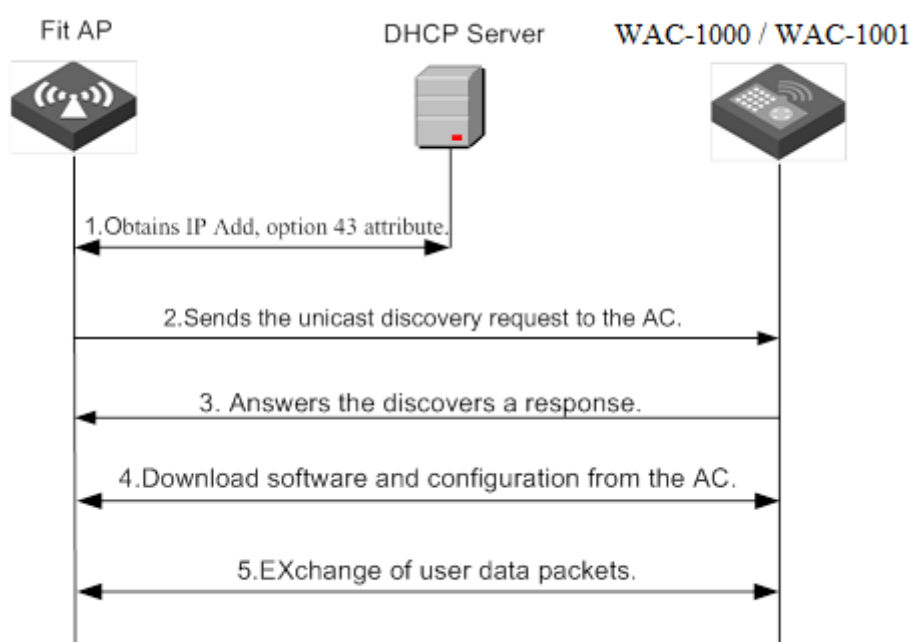 Fit AP
DHCP Server
WAC-1000 / WAC-1001
1.Obtains IP Add, option 43 attribute.
2.Sends the unicast discovery request to the AC.
3. Answers the discovers a response.
4.Download software and configuration from the AC.
5.EXchange of user data packets.